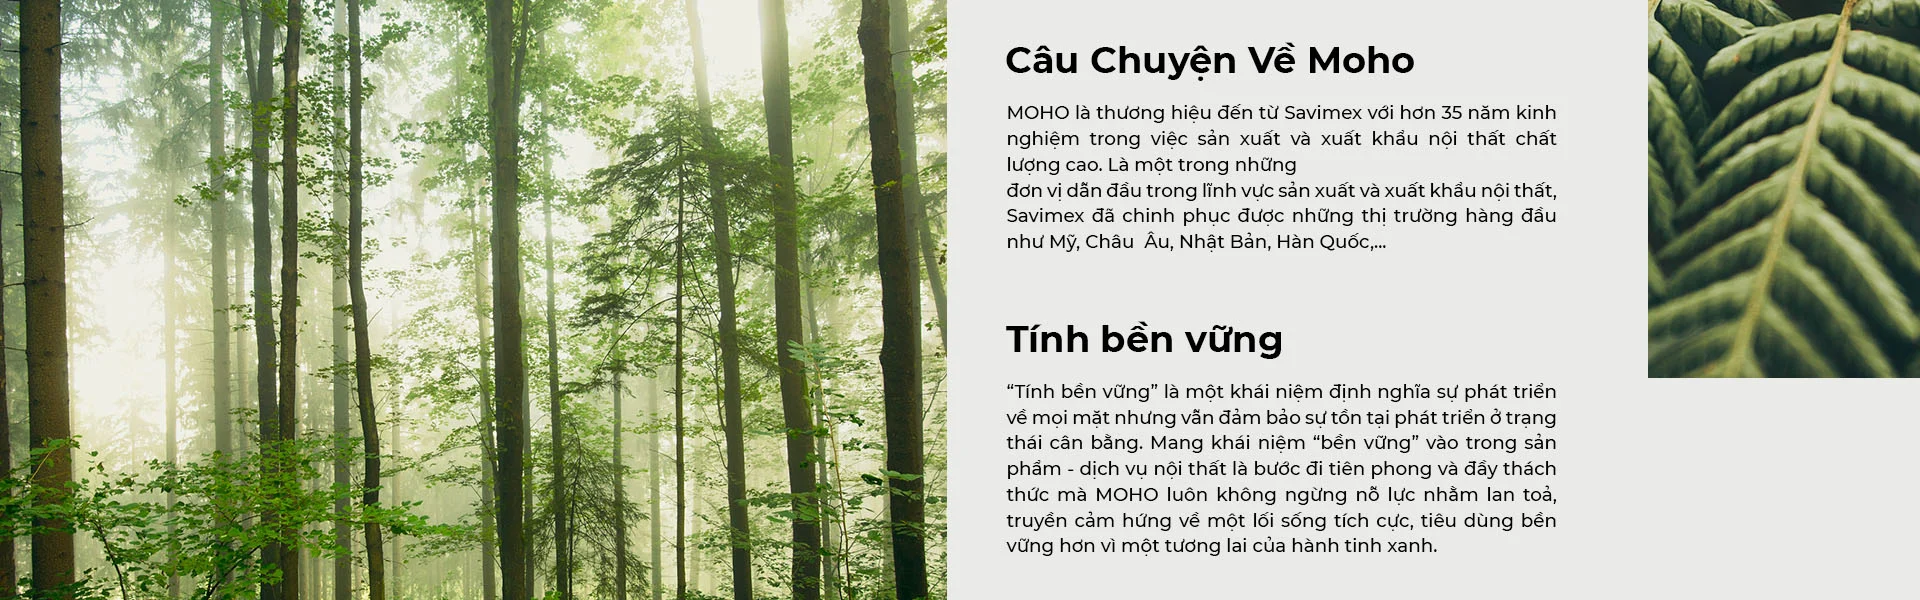 Câu Chuyện Về Moho
MOHO là thương hiệu đến từ Savimex với hơn 35 năm kinh
nghiệm trong việc sản xuất và xuất khẩu nội thất chất
lượng cao. Là một trong những
đơn vị dẫn đầu trong lĩnh vực sản xuất và xuất khẩu nội thất,
Savimex đã chinh phục được những thị trường hàng đầu
như Mỹ, Châu  Âu, Nhật Bản, Hàn Quốc,...
Tính bền vững
“Tính bền vững” là một khái niệm định nghĩa sự phát triển
về mọi mặt nhưng vẫn đảm bảo sự tồn tại phát triển ở trạng
thái cân bằng. Mang khái niệm “bền vững” vào trong sản
phẩm - dịch vụ nội thất là bước đi tiên phong và đầy thách
thức mà MOHO luôn không ngừng nỗ lực nhằm lan toả,
truyền cảm hứng về một lối sống tích cực, tiêu dùng bền
vững hơn vì một tương lai của hành tinh xanh.